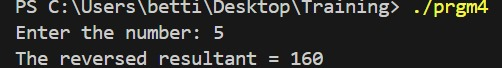 PS C:\Users\betti\Desktop\Training> ./prgm4
Enter the number: 5
The reversed resultant = 160